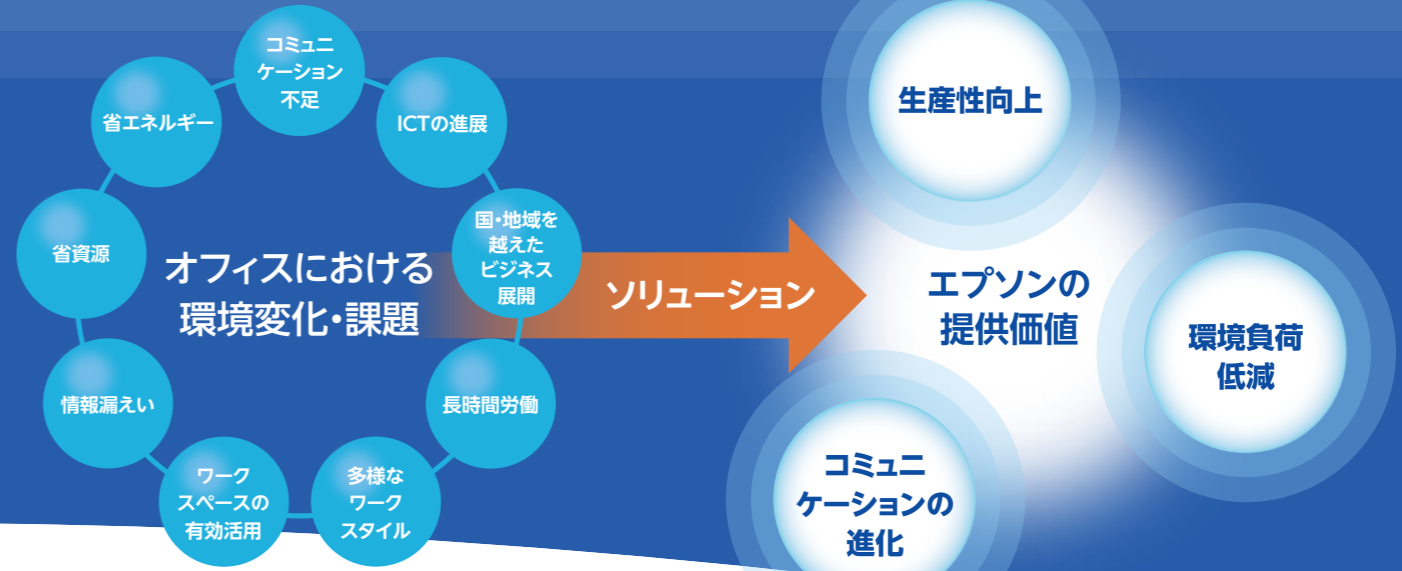 コミュニ
ケーション
不足
ICTの進展
国・地域を
越えた
ビジネス
展開
長時間労働
多様な
ワーク
スタイル
ワーク
スペースの
有効活用
情報漏えい
省資源
省エネルギー
オフィスにおける
環境変化・課題
ソリューション
エプソンの
提供価値
生産性向上
環境負荷
低減
コミュニ
ケーションの
進化